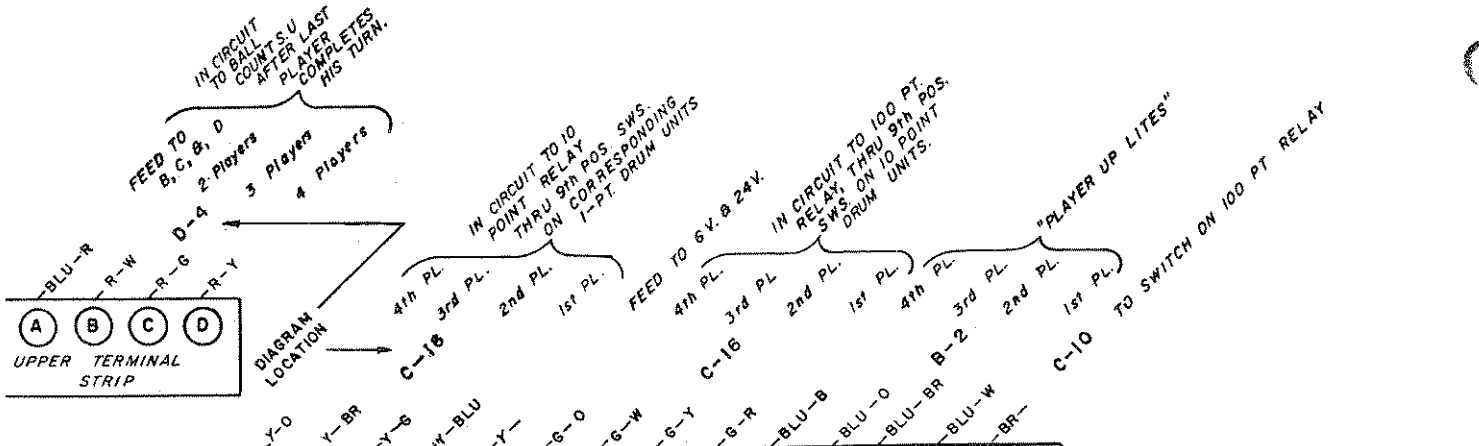 IN CIRCUIT
TO BALL
COUNTS.U
AFTER LAST
PLAYER
COMPLETES
HIS TURN.
FEED TO
B, C, &, D
2 Players
3 Players
4 Players
D-4
-BLU-R
-R-W
-R-G
-R-Y
A B C D
UPPER TERMINAL
STRIP
DIAGRAM
LOCATION
IN CIRCUIT TO 10
POINT RELAY
THRU 9th POS. SWS.
ON CORRESPONDING
1-PT. DRUM UNITS
4th PL.
3rd PL.
2nd PL.
1st PL.
C-18
FEED TO 6 V. & 24V.
IN CIRCUIT TO 100 PT.
RELAY, THRU 9th POS.
SWS. ON 10 POINT
DRUM UNITS.
4th PL.
3rd PL
2nd PL.
1st PL.
C-16
"PLAYER UP LITES"
4th PL.
3rd PL.
2nd PL.
1st PL.
B-2
TO SWITCH ON 100 PT RELAY
C-10
Y-O
Y-BR
-Y-G
-Y-BLU
-Y-
-G-O
-G-W
-G-Y
-G-R
-BLU-B
-BLU-O
-BLU-BR
-BLU-W
-BR-